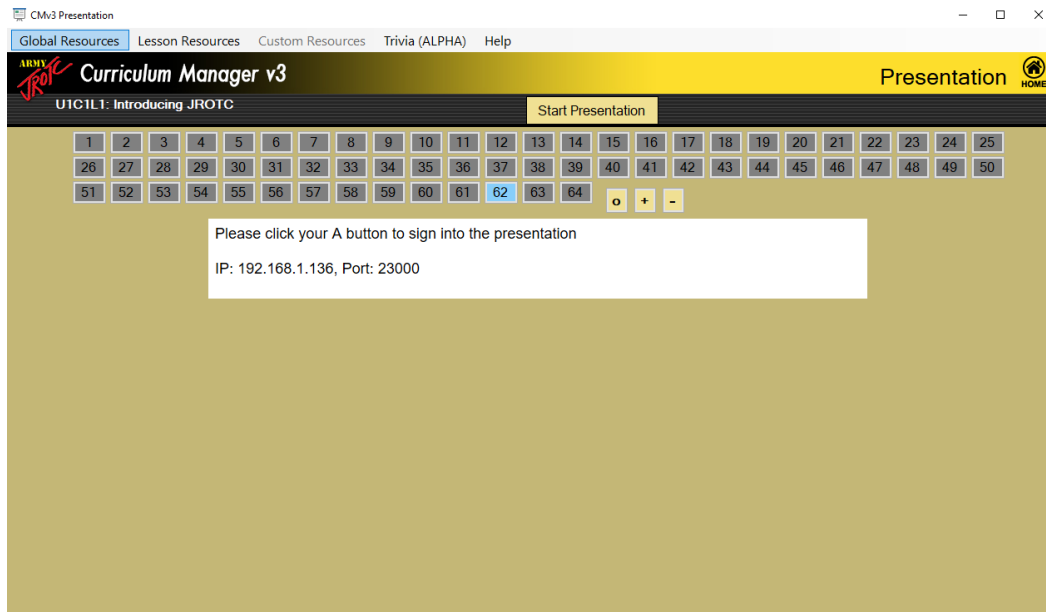 CMv3 Presentation
Global Resources Lesson Resources Custom Resources Trivia (ALPHA) Help
ARMY JROTC Curriculum Manager v3 Presentation HOME
U1C1L1: Introducing JROTC Start Presentation
1 2 3 4 5 6 7 8 9 10 11 12 13 14 15 16 17 18 19 20 21 22 23 24 25
26 27 28 29 30 31 32 33 34 35 36 37 38 39 40 41 42 43 44 45 46 47 48 49 50
51 52 53 54 55 56 57 58 59 60 61 62 63 64 o + -
Please click your A button to sign into the presentation
IP: 192.168.1.136, Port: 23000